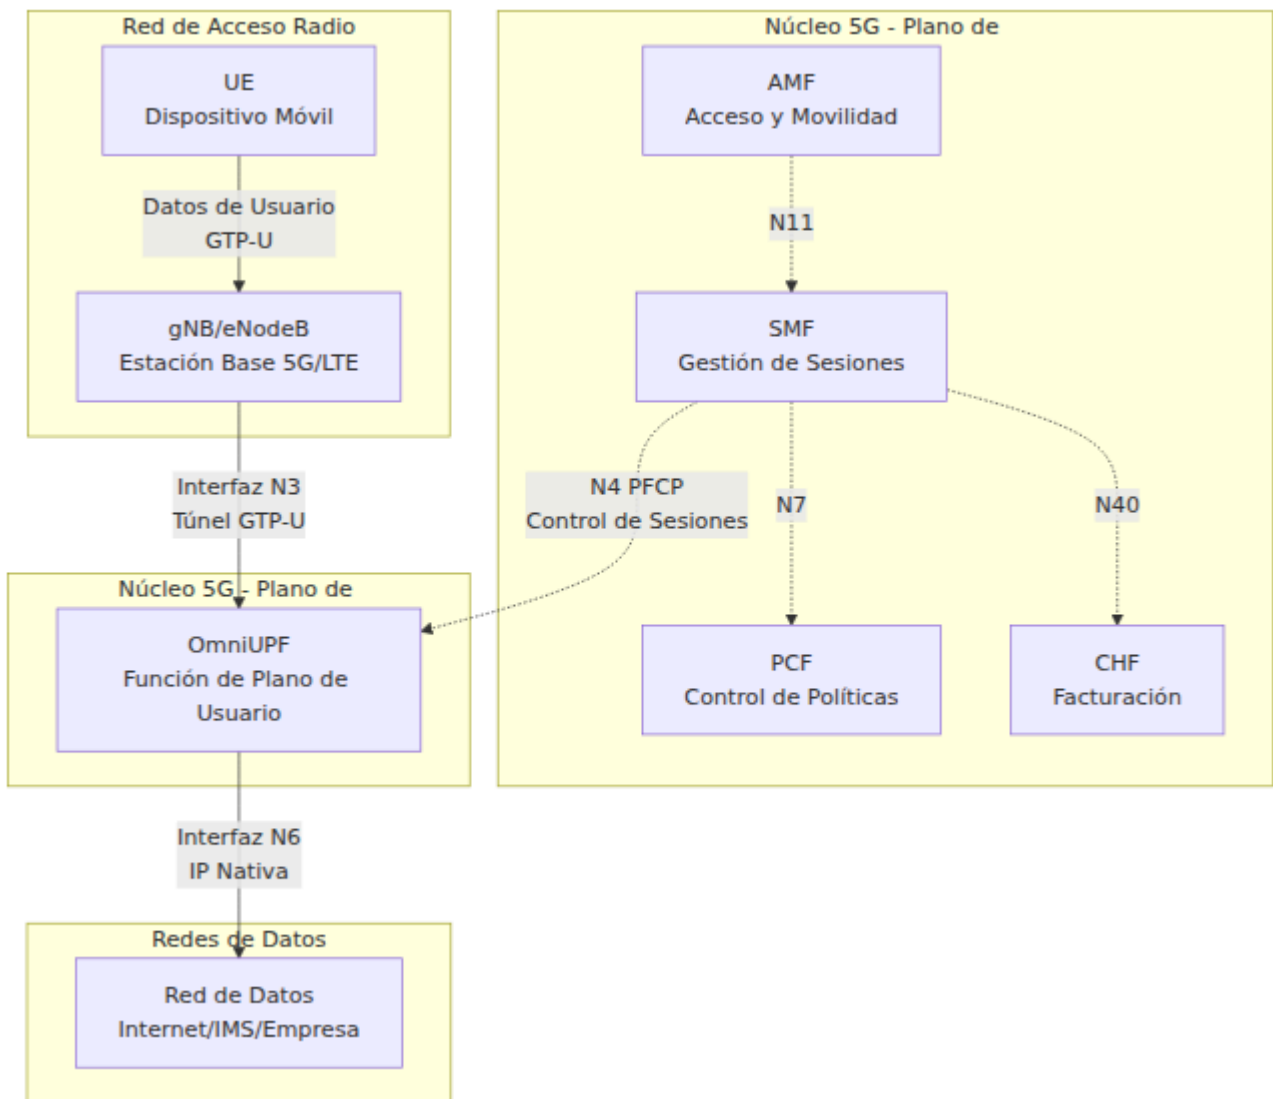 Red de Acceso Radio
UE
Dispositivo Móvil
Datos de Usuario
GTP-U
gNB/eNodeB
Estación Base 5G/LTE
Interfaz N3
Túnel GTP-U
Núcleo 5G - Plano de
OmniUPF
Función de Plano de
Usuario
Interfaz N6
IP Nativa
Redes de Datos
Red de Datos
Internet/IMS/Empresa
Núcleo 5G - Plano de
AMF
Acceso y Movilidad
N11
SMF
Gestión de Sesiones
N4 PFCP
Control de Sesiones
N7
N40
PCF
Control de Políticas
CHF
Facturación